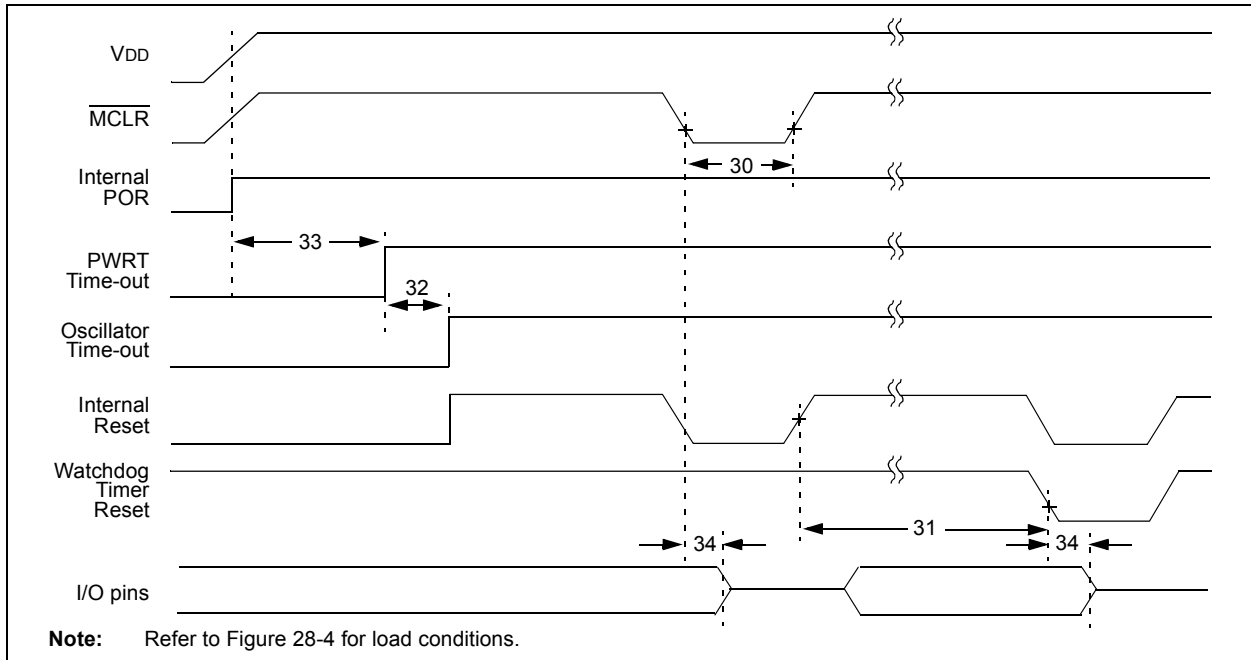 VDD
MCLR
30
Internal
POR
33
PWRT
Time-out
32
Oscillator
Time-out
Internal
Reset
Watchdog
Timer
Reset
31
34
34
I/O pins
Note: Refer to Figure 28-4 for load conditions.